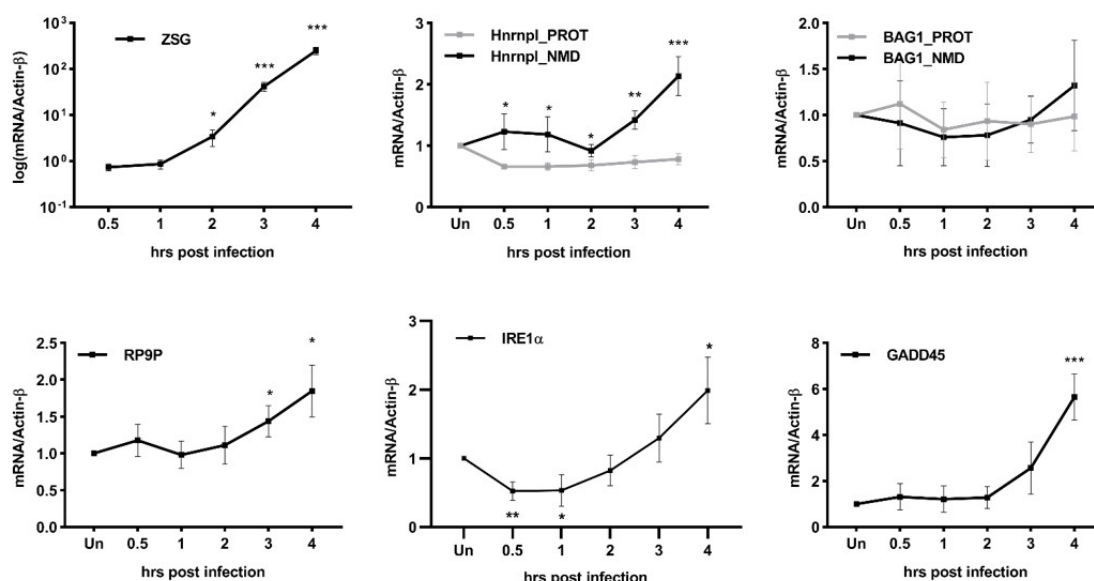 ZSG
log(mRNA/Actin-β)
10³
10²
10¹
10⁰
10⁻¹
* *** ***
0.5 1 2 3 4
hrs post infection
Hnrnpl_PROT
Hnrnpl_NMD
mRNA/Actin-β
3
2
1
0
* * * ** ***
Un 0.5 1 2 3 4
hrs post infection
BAG1_PROT
BAG1_NMD
mRNA/Actin-β
2.0
1.5
1.0
0.5
0.0
Un 0.5 1 2 3 4
hrs post infection
RP9P
mRNA/Actin-β
2.5
2.0
1.5
1.0
0.5
0.0
* *
Un 0.5 1 2 3 4
hrs post infection
IRE1α
mRNA/Actin-β
3
2
1
0
** * *
Un 0.5 1 2 3 4
hrs post infection
GADD45
mRNA/Actin-β
8
6
4
2
0
***
Un 0.5 1 2 3 4
hrs post infection